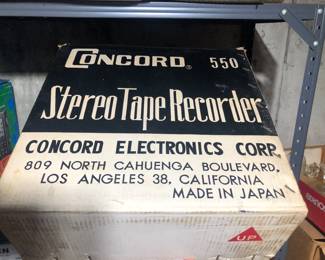 CONCORD® 550
Stereo Tape Recorder
CONCORD ELECTRONICS CORP.
809 NORTH CAHUENGA BOULEVARD.
LOS ANGELES 38, CALIFORNIA
MADE IN JAPAN
UP